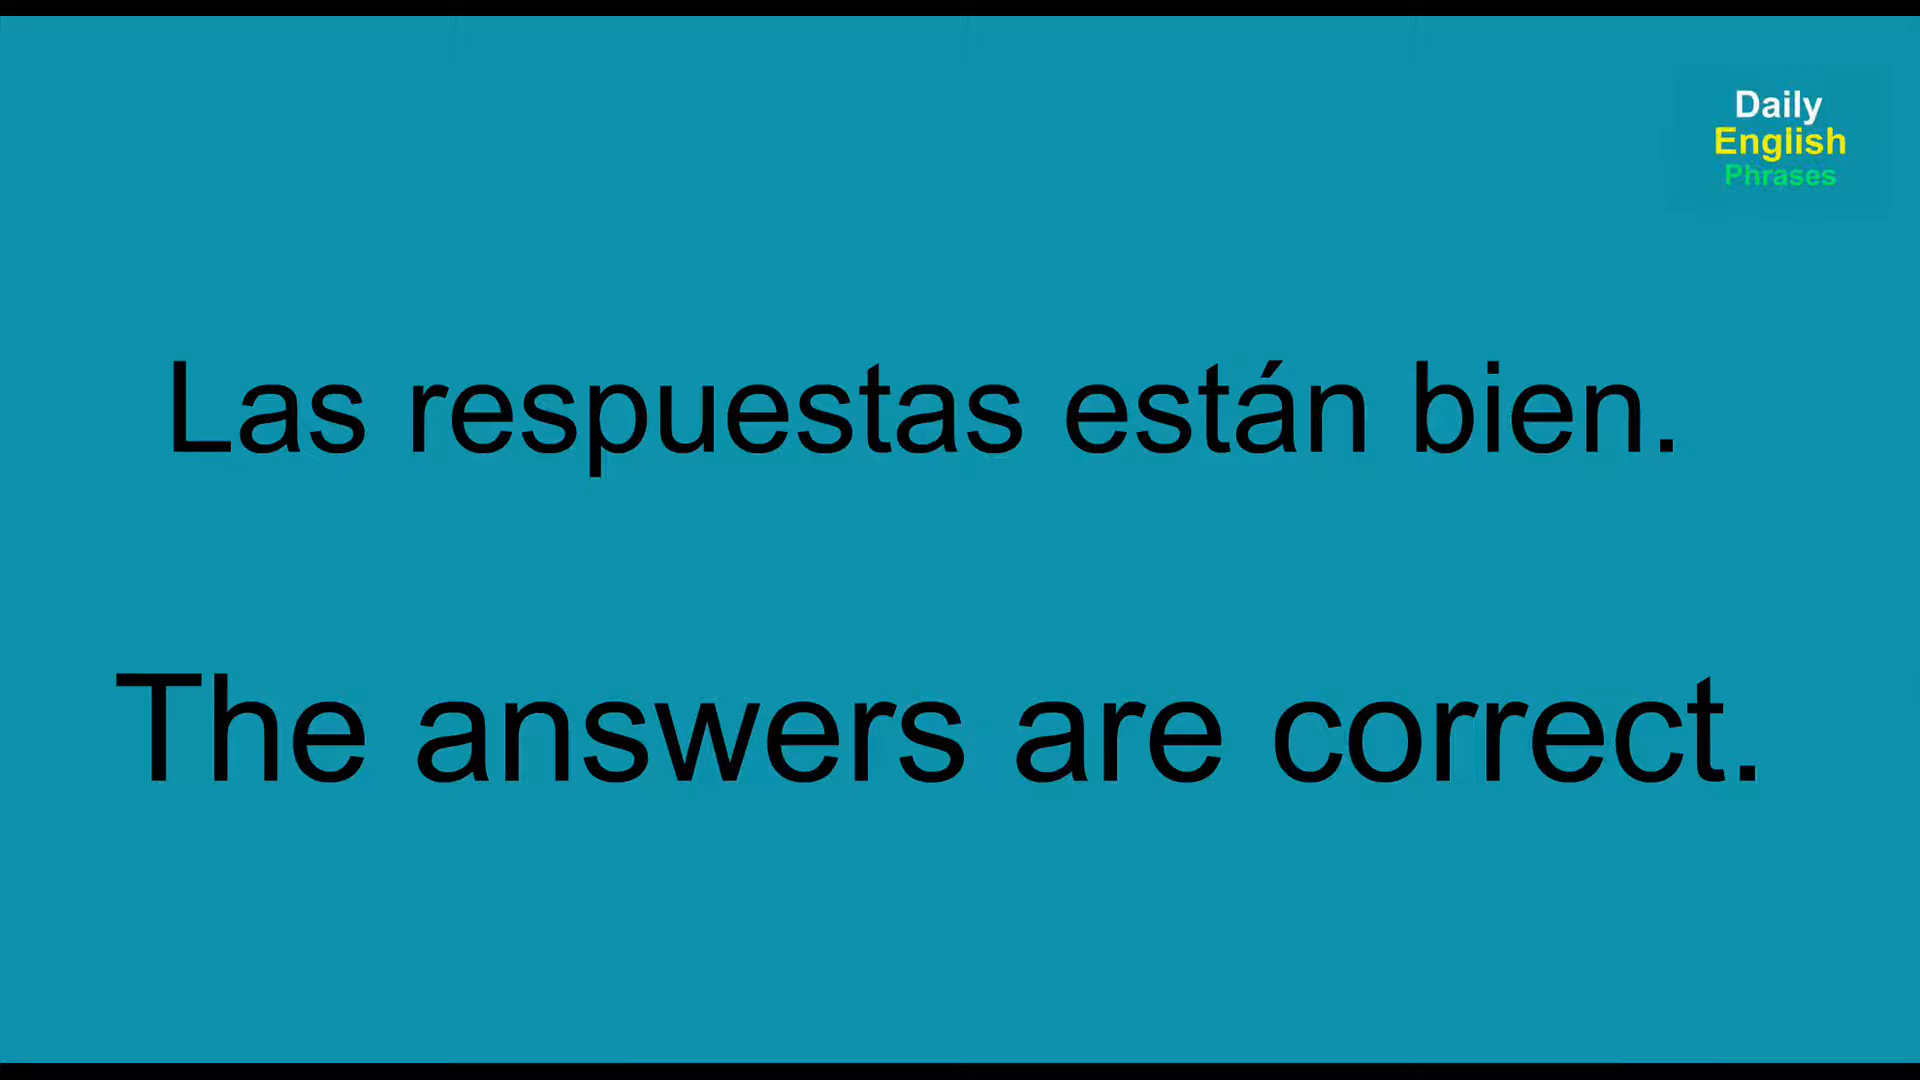 Daily
English
Phrases
Las respuestas están bien.
The answers are correct.